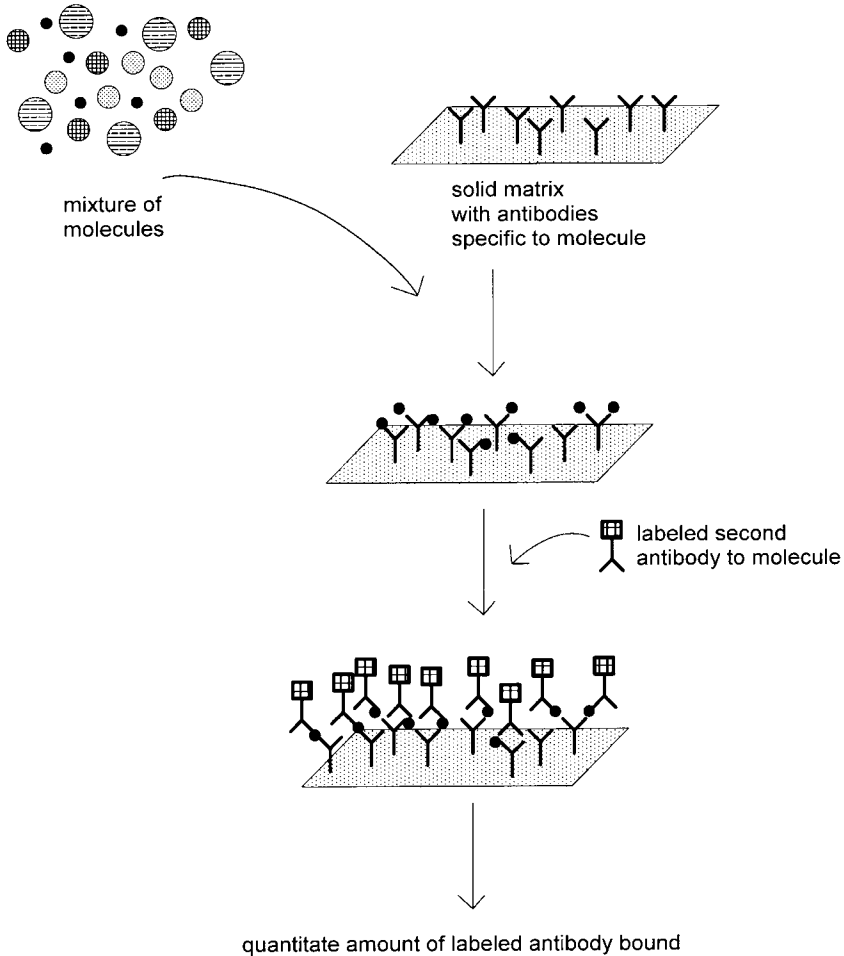 mixture of
molecules
solid matrix
with antibodies
specific to molecule
labeled second
antibody to molecule
quantitate amount of labeled antibody bound